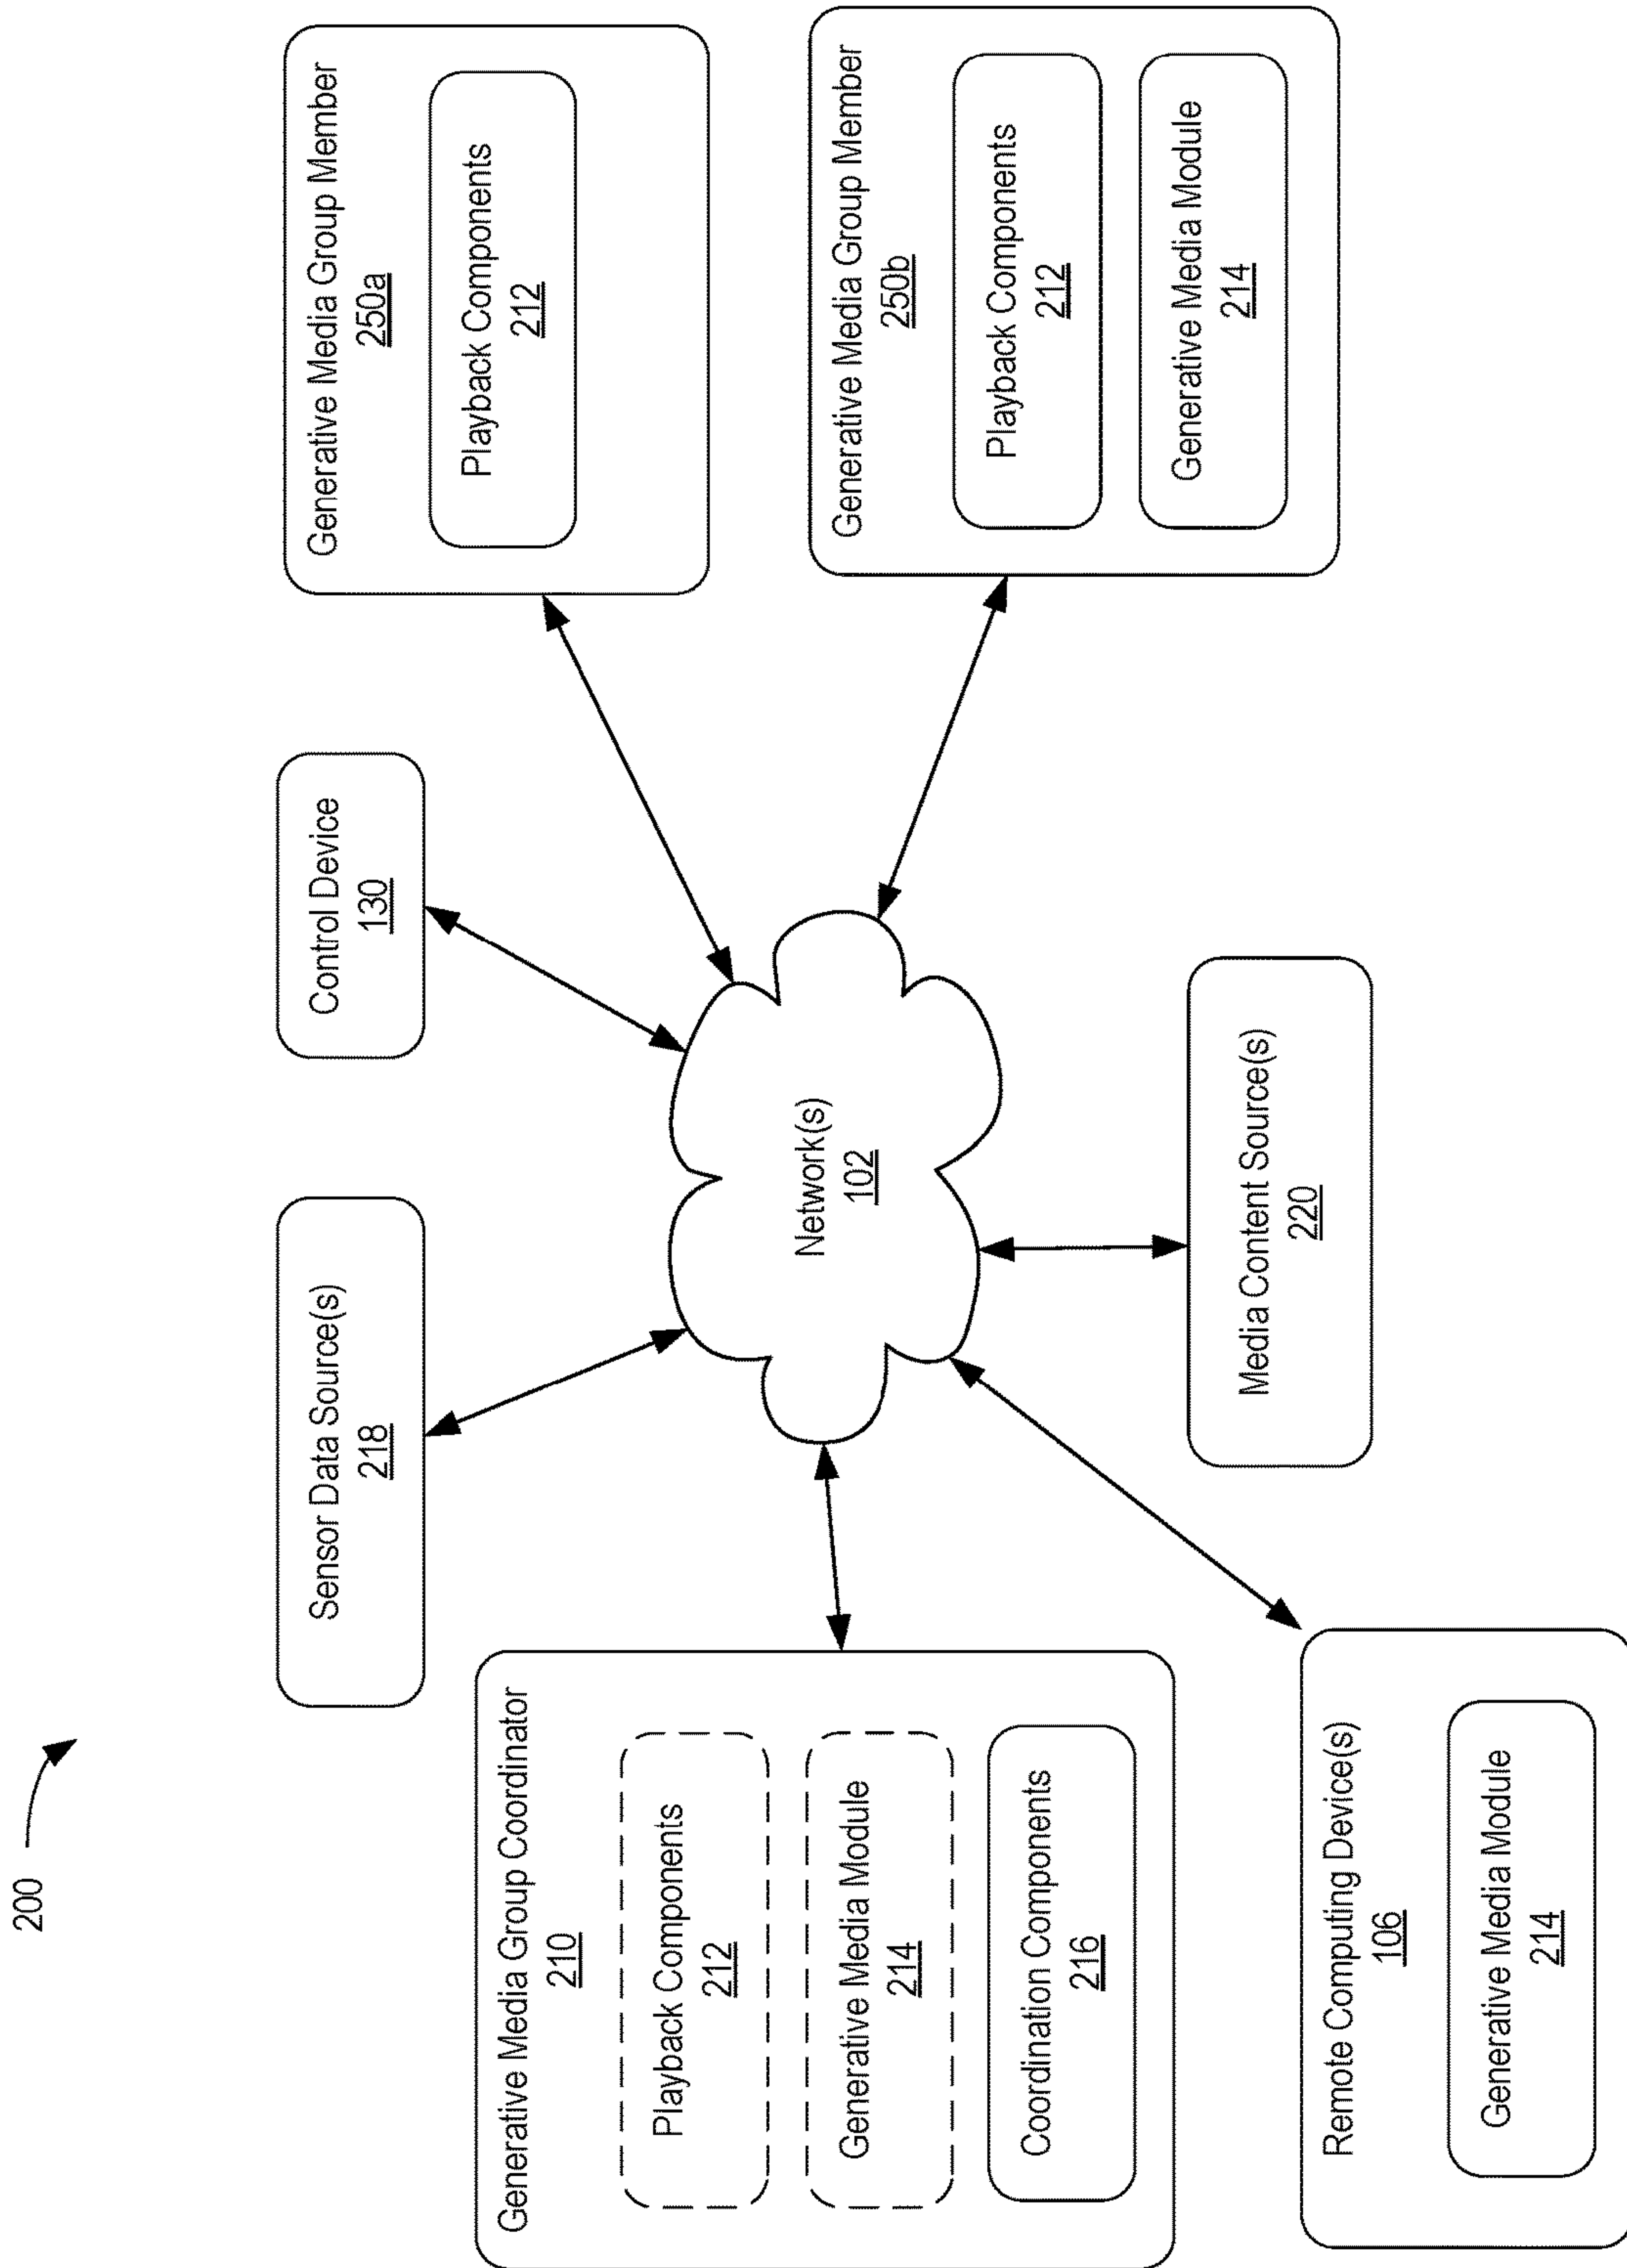 200
Sensor Data Source(s)
218
Control Device
130
Generative Media Group Member
250a
Playback Components
212
Generative Media Group Coordinator
210
Playback Components
212
Generative Media Module
214
Coordination Components
216
Network(s)
102
Generative Media Group Member
250b
Playback Components
212
Generative Media Module
214
Remote Computing Device(s)
106
Generative Media Module
214
Media Content Source(s)
220